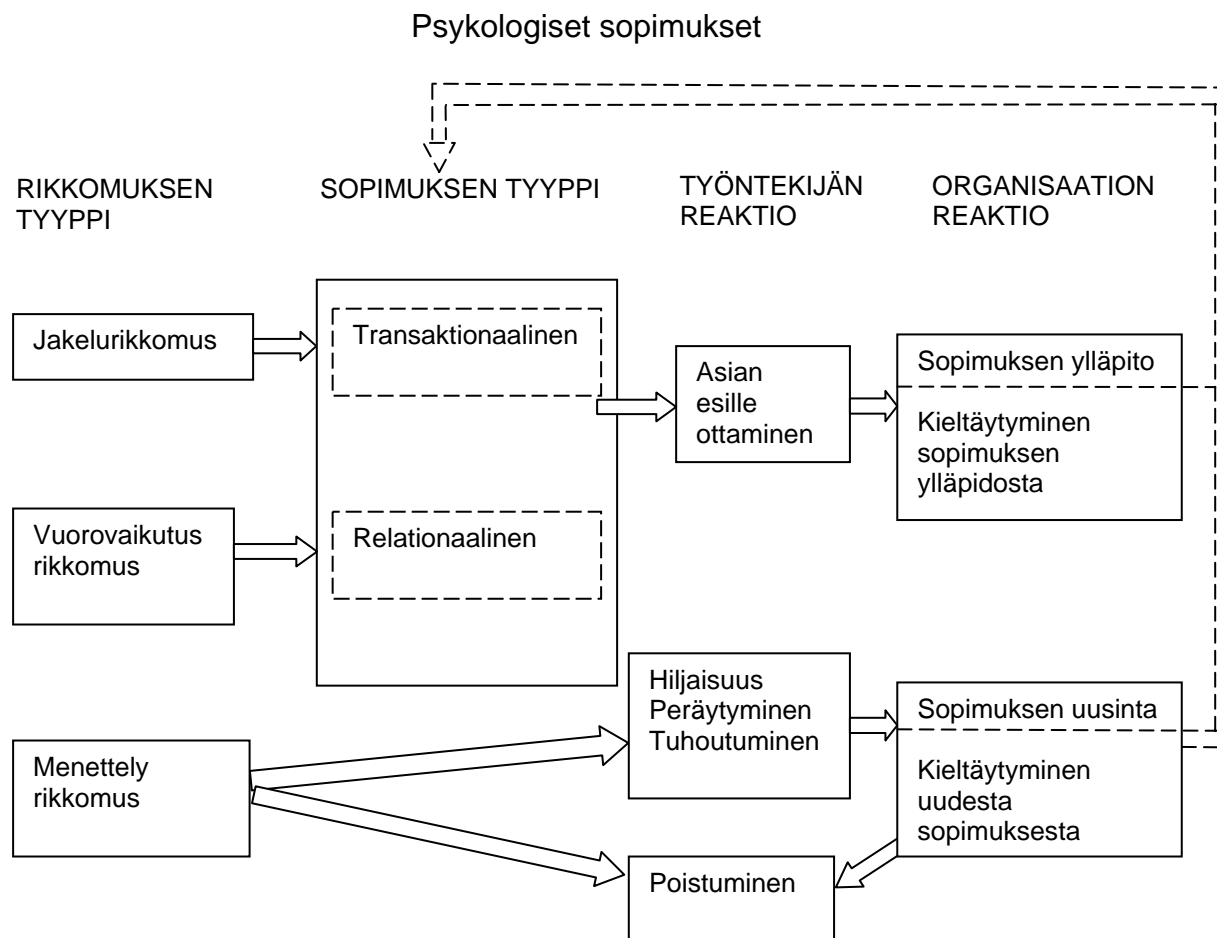 Psykologiset sopimukset
RIKKOMUKSEN
TYYPPI
SOPIMUKSEN TYYPPI
TYÖNTEKIJÄN
REAKTIO
ORGANISAATION
REAKTIO
Jakelurikkomus
Transaktionaalinen
Asian
esille
ottaminen
Sopimuksen ylläpito
Kieltäytyminen
sopimuksen
ylläpidosta
Vuorovaikutus
rikkomus
Relationaalinen
Hiljaisuus
Peräytyminen
Tuhoutuminen
Sopimuksen uusinta
Kieltäytyminen
uudesta
sopimuksesta
Menettely
rikkomus
Poistuminen